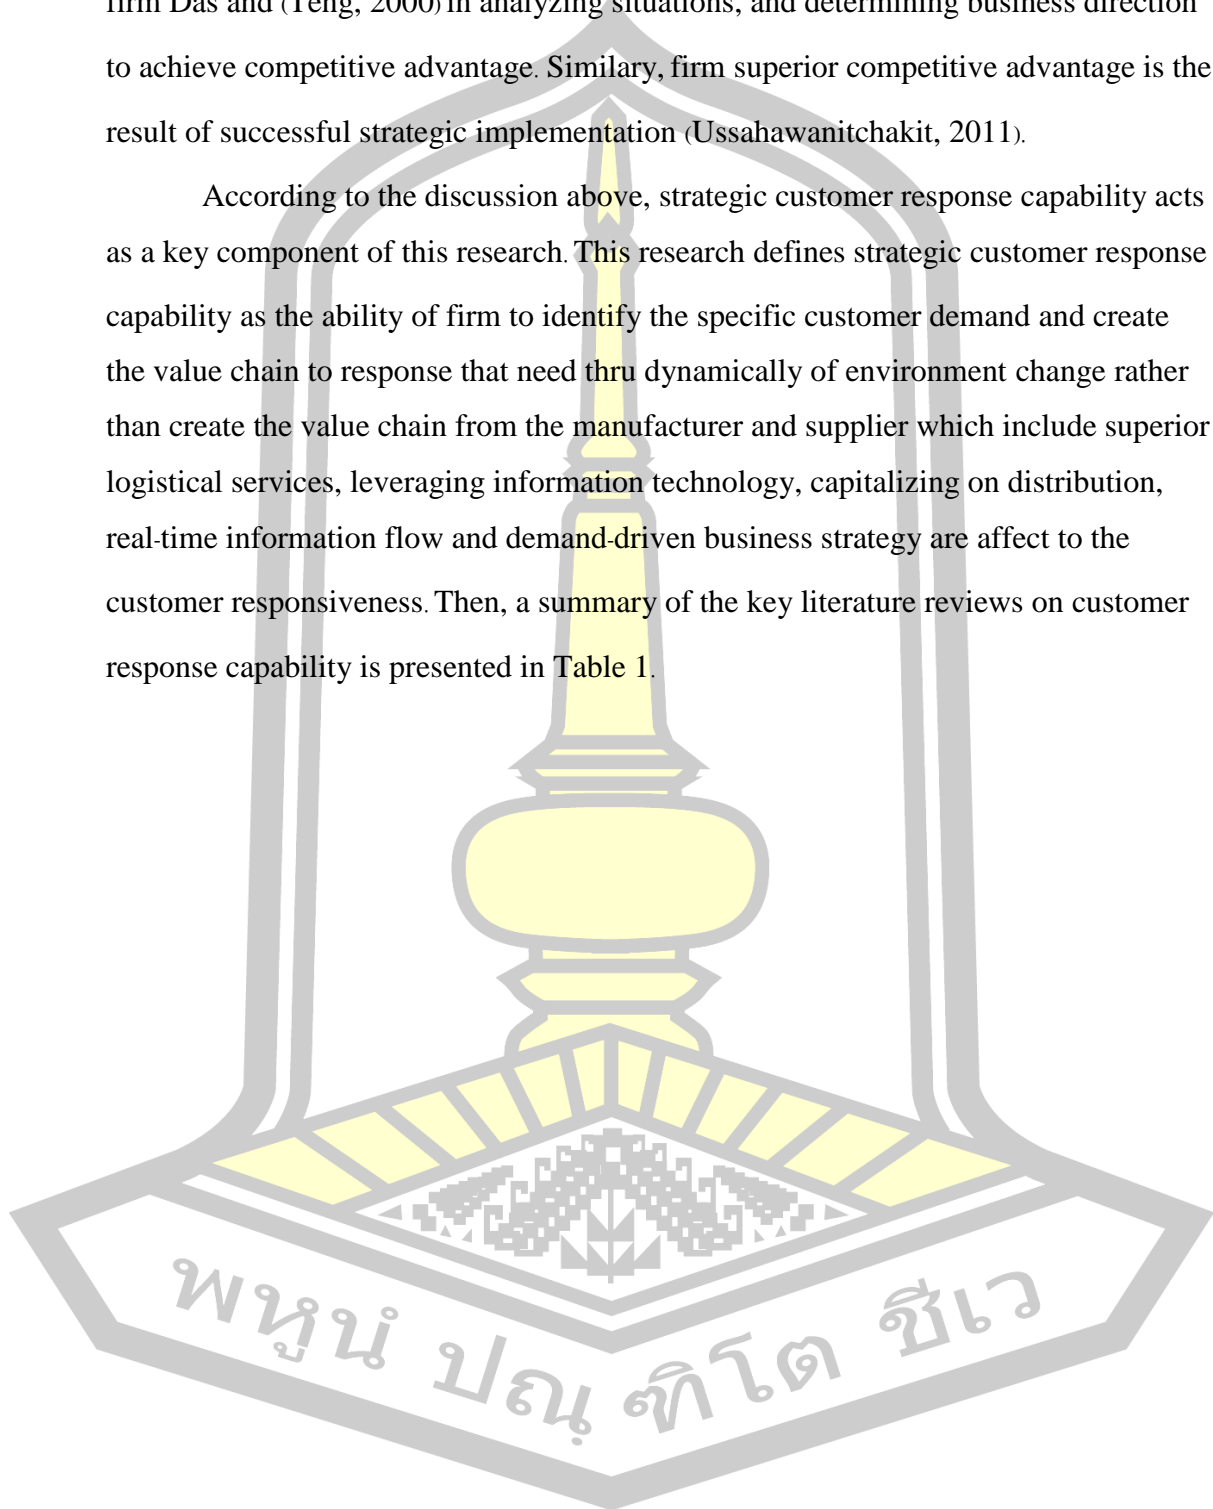 firm Das and (Teng, 2000) in analyzing situations, and determining business direction
to achieve competitive advantage. Similary, firm superior competitive advantage is the
result of successful strategic implementation (Ussahawanitchakit, 2011).
According to the discussion above, strategic customer response capability acts
as a key component of this research. This research defines strategic customer response
capability as the ability of firm to identify the specific customer demand and create
the value chain to response that need thru dynamically of environment change rather
than create the value chain from the manufacturer and supplier which include superior
logistical services, leveraging information technology, capitalizing on distribution,
real-time information flow and demand-driven business strategy are affect to the
customer responsiveness. Then, a summary of the key literature reviews on customer
response capability is presented in Table 1.
พหูนํ ปณฺฑิโต ชีเว